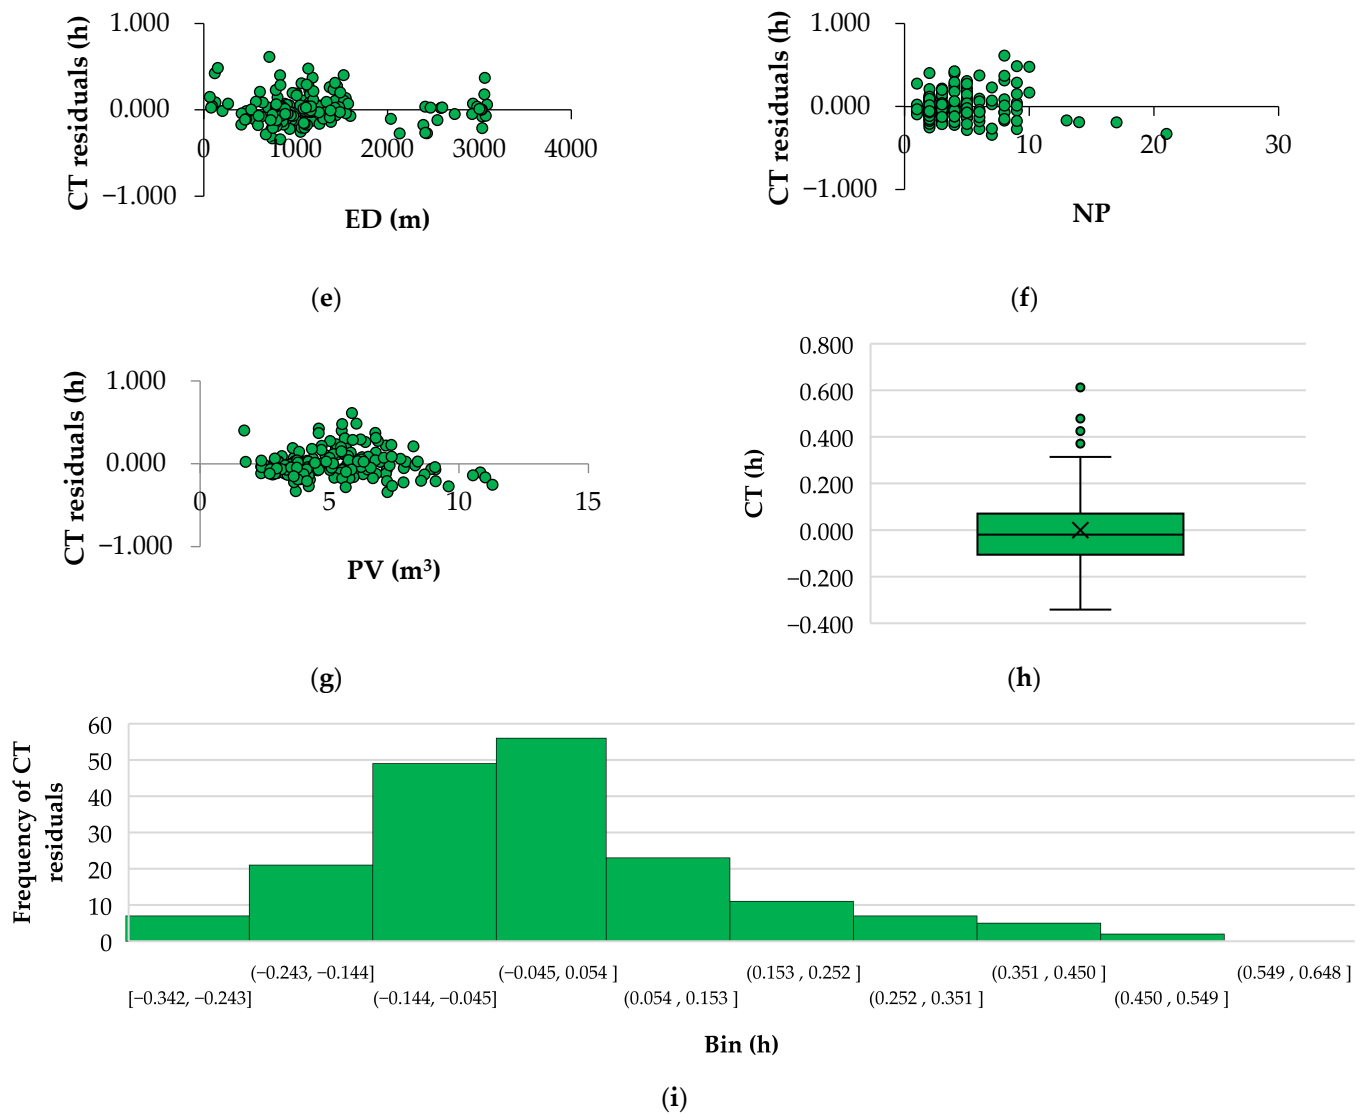 CT residuals (h)
1.000
0.000
−1.000
0
1000
2000
3000
4000
ED (m)
(e)
CT residuals (h)
1.000
0.000
−1.000
0
10
20
30
NP
(f)
CT residuals (h)
1.000
0.000
−1.000
0
5
10
15
PV (m³)
(g)
CT (h)
0.800
0.600
0.400
0.200
0.000
−0.200
−0.400
(h)
Frequency of CT
residuals
60
50
40
30
20
10
0
(−0.243, −0.144]
(−0.045, 0.054 ]
(0.153 , 0.252 ]
(0.351 , 0.450 ]
(0.549 , 0.648 ]
[−0.342, −0.243]
(−0.144, −0.045]
(0.054 , 0.153 ]
(0.252 , 0.351 ]
(0.450 , 0.549 ]
Bin (h)
(i)